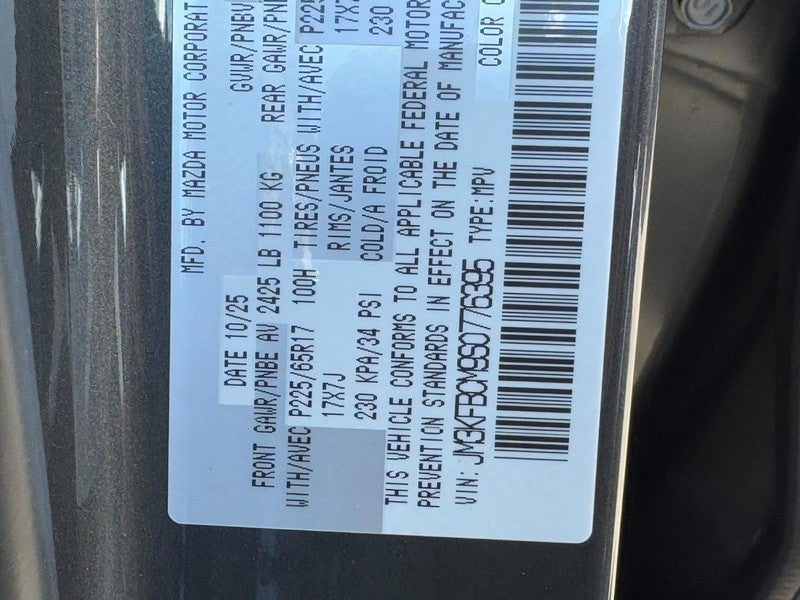 MFD. BY MAZDA MOTOR CORPORAT
DATE 10/25 GVWR/PNBV
FRONT GAWR/PNBE AV 2425 LB 1100 KG REAR GAWR/PN
WITH/AVEC P225/65R17 100H TIRES/PNEUS WITH/AVEC P225
17X7J RIMS/JANTES 17X7
230 KPA/34 PSI COLD/A FROID 230
THIS VEHICLE CONFORMS TO ALL APPLICABLE FEDERAL MOTOR
PREVENTION STANDARDS IN EFFECT ON THE DATE OF MANUFAC
VIN: JM3KFBCM9S0776395 TYPE:MPV COLOR C